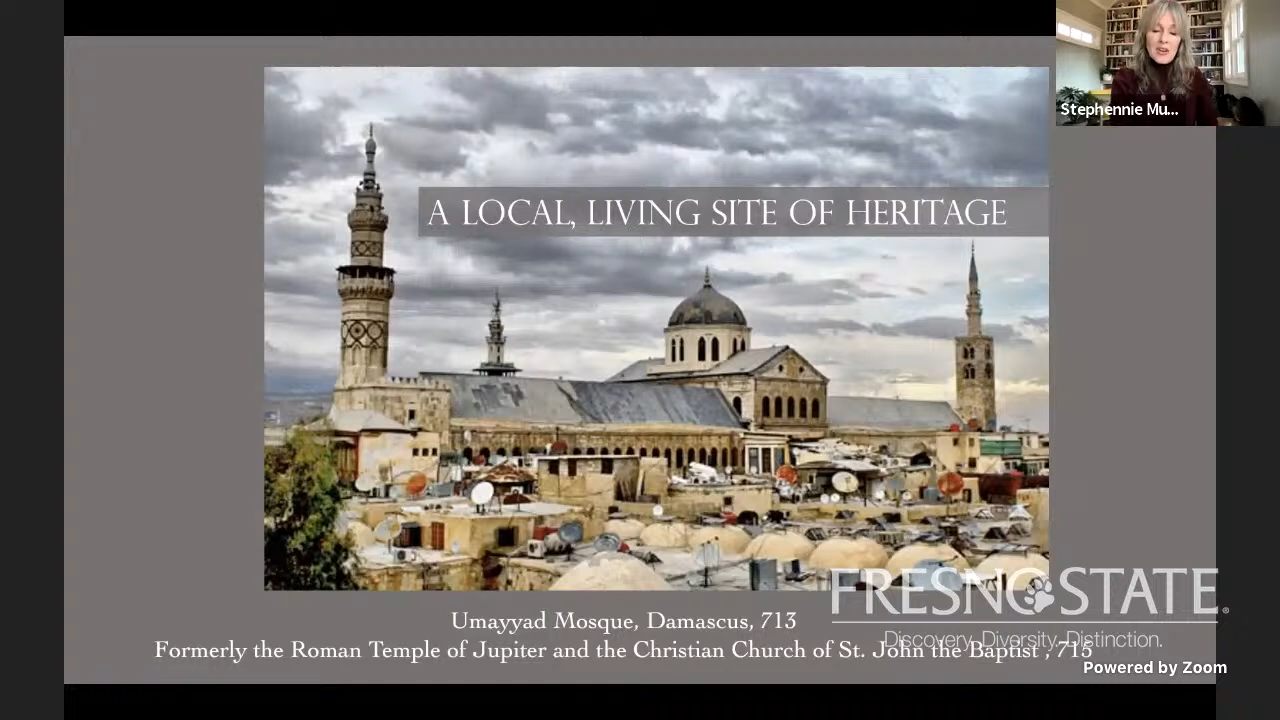 Stephennie Mu...
A LOCAL, LIVING SITE OF HERITAGE
FRESNO STATE®
Discovery. Diversity. Distinction.
Umayyad Mosque, Damascus, 713
Formerly the Roman Temple of Jupiter and the Christian Church of St. John the Baptist , 715
Powered by Zoom